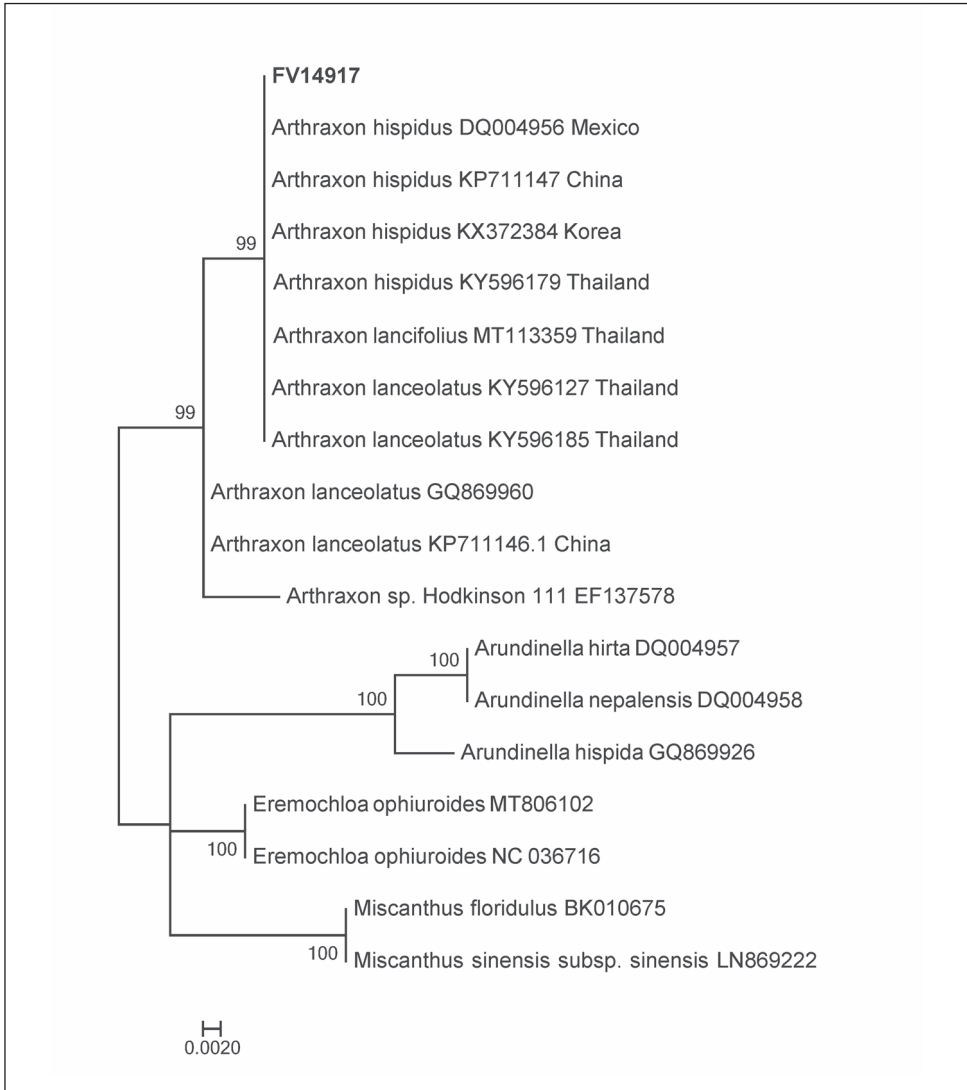 FV14917
Arthraxon hispidus DQ004956 Mexico
Arthraxon hispidus KP711147 China
Arthraxon hispidus KX372384 Korea
99
Arthraxon hispidus KY596179 Thailand
Arthraxon lancifolius MT113359 Thailand
Arthraxon lanceolatus KY596127 Thailand
99
Arthraxon lanceolatus KY596185 Thailand
Arthraxon lanceolatus GQ869960
Arthraxon lanceolatus KP711146.1 China
Arthraxon sp. Hodkinson 111 EF137578
Arundinella hirta DQ004957
100
100
Arundinella nepalensis DQ004958
Arundinella hispida GQ869926
Eremochloa ophiuroides MT806102
100
Eremochloa ophiuroides NC 036716
Miscanthus floridulus BK010675
100
Miscanthus sinensis subsp. sinensis LN869222
0.0020